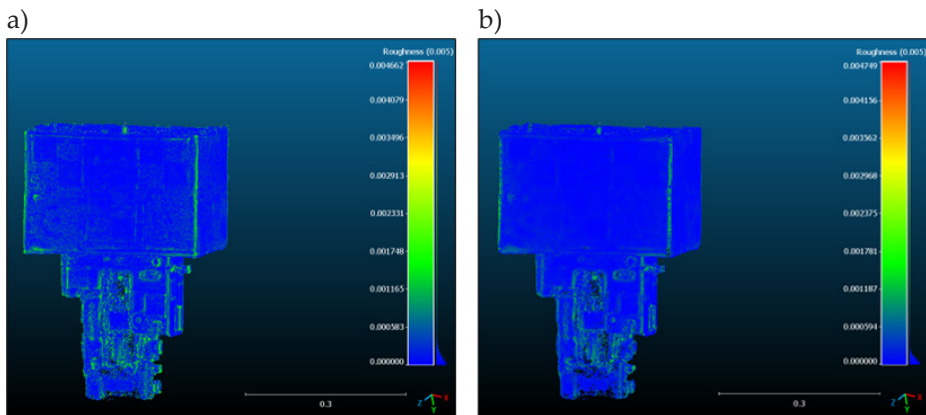 a)
Roughness (0.005)
0.004662
0.004079
0.003496
0.002913
0.002331
0.001748
0.001165
0.000583
0.000000
0.3
X
Z
Y
b)
Roughness (0.005)
0.004749
0.004156
0.003562
0.002968
0.002375
0.001781
0.001187
0.000594
0.000000
0.3
X
Z
Y